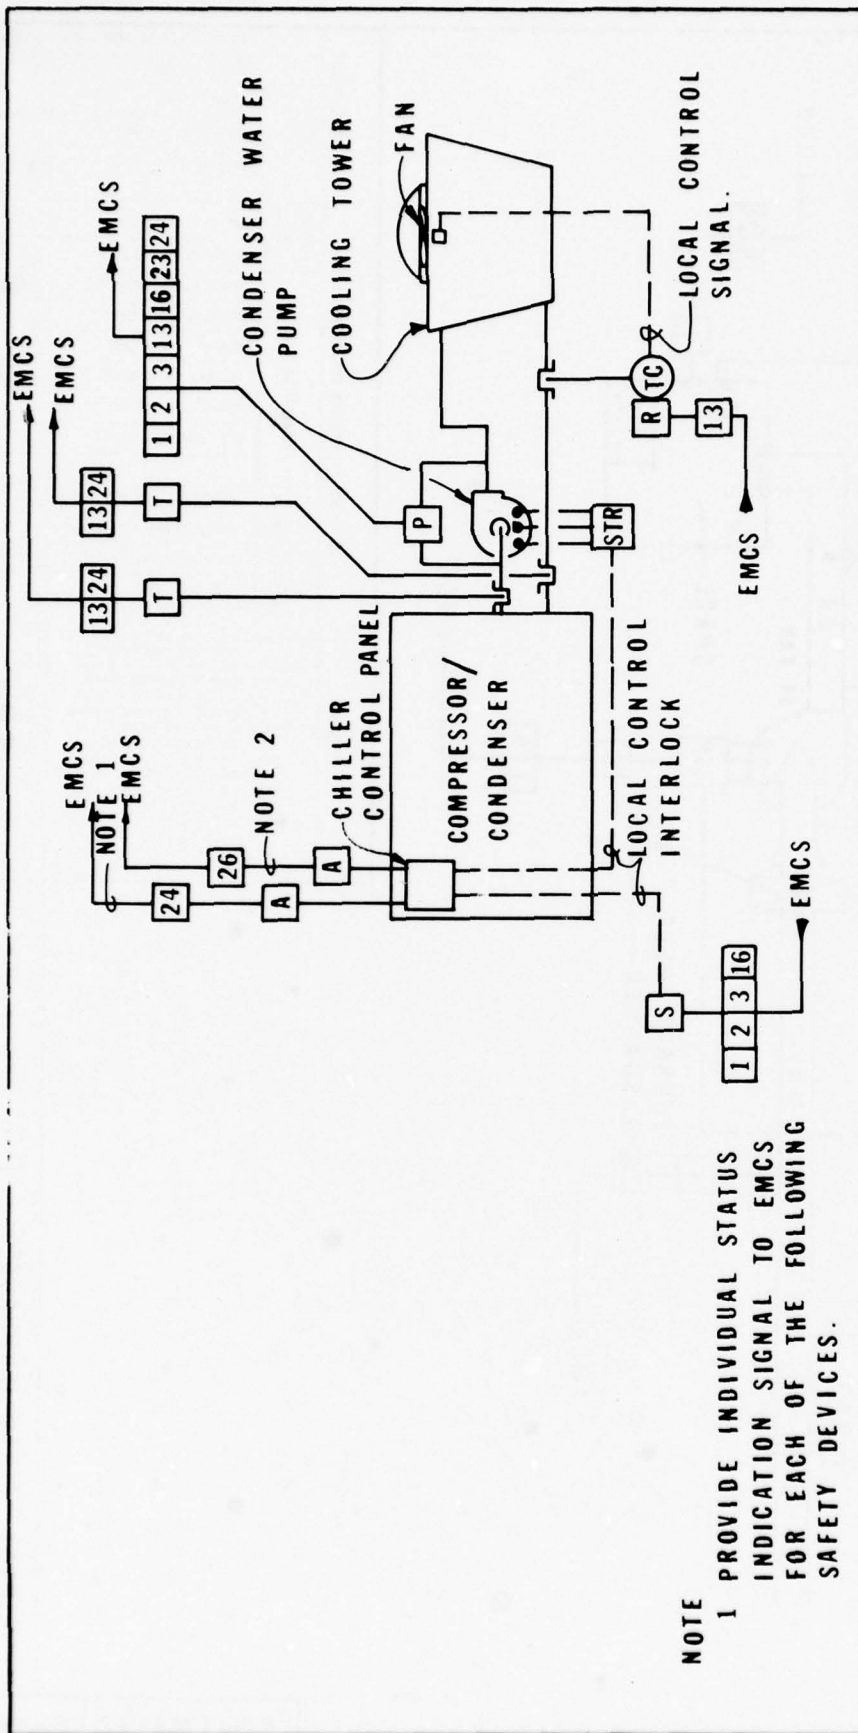 EMCS
NOTE 1
EMCS
24
26
NOTE 2
A
A
CHILLER
CONTROL PANEL
COMPRESSOR/
CONDENSER
EMCS
EMCS
13 24
13 24
T
T
EMCS
1 2 3 13 16 23 24
CONDENSER WATER
PUMP
P
COOLING TOWER
FAN
STR
LOCAL CONTROL
INTERLOCK
TC
R
13
EMCS
LOCAL CONTROL
SIGNAL.
S
1 2 3 16
EMCS
NOTE
1 PROVIDE INDIVIDUAL STATUS
INDICATION SIGNAL TO EMCS
FOR EACH OF THE FOLLOWING
SAFETY DEVICES.